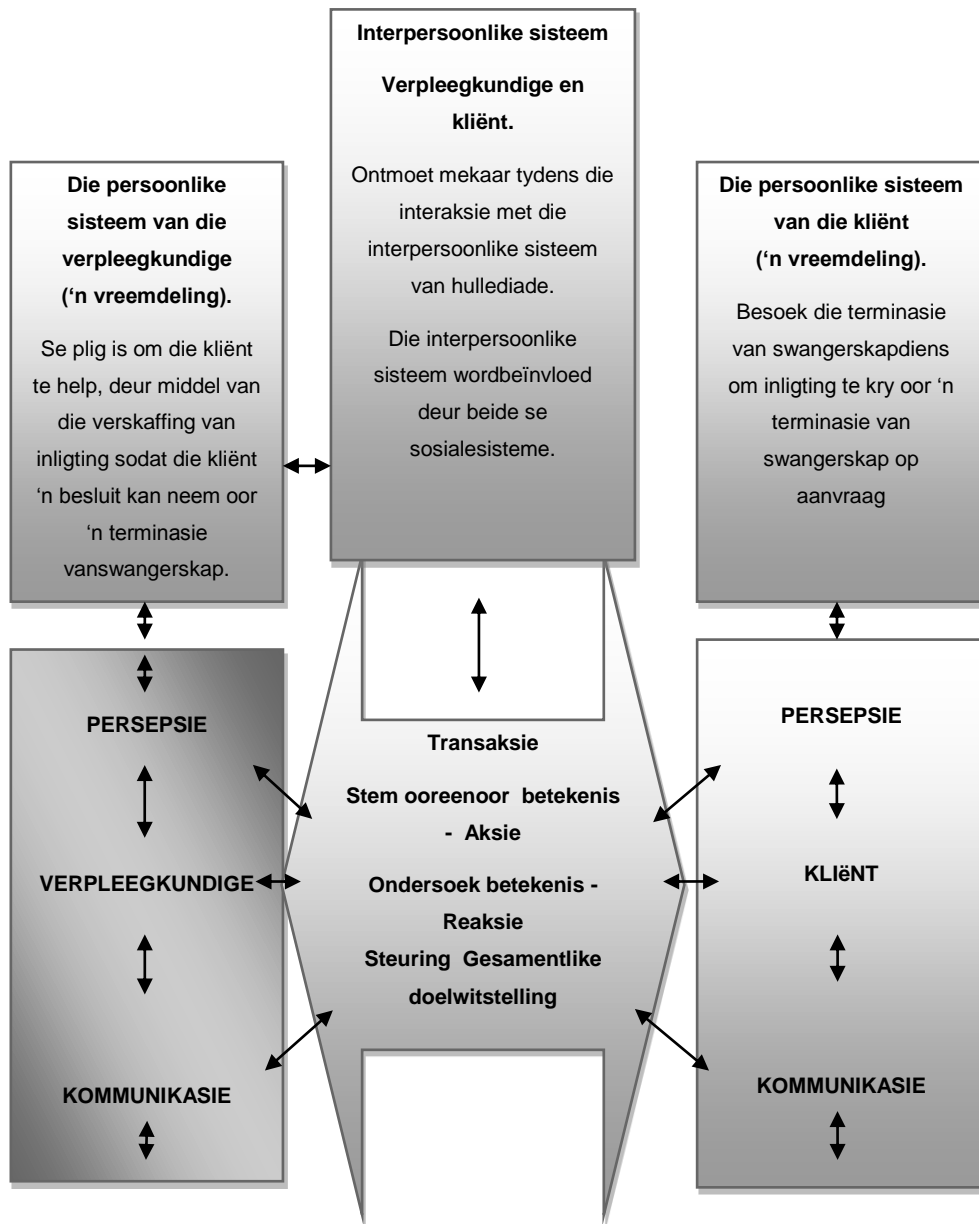 Interpersoonlike sisteem
Verpleegkundige en
kliënt.
Ontmoet mekaar tydens die
interaksie met die
interpersoonlike sisteem
van hullediade.
Die interpersoonlike
sisteem wordbeïnvloed
deur beide se
sosialesisteme.
Die persoonlike
sisteem van die
verpleegkundige
(‘n vreemdeling).
Se plig is om die kliënt
te help, deur middel van
die verskaffing van
inligting sodat die kliënt
‘n besluit kan neem oor
‘n terminasie
vanswangerskap.
Die persoonlike sisteem
van die kliënt
(‘n vreemdeling).
Besoek die terminasie
van swangerskapdiens
om inligting te kry oor ‘n
terminasie van
swangerskap op
aanvraag
PERSEPSIE
VERPLEEGKUNDIGE
KOMMUNIKASIE
Transaksie
Stem ooreenoor betekenis
- Aksie
Ondersoek betekenis -
Reaksie
Steuring Gesamentlike
doelwitstelling
PERSEPSIE
KLIëNT
KOMMUNIKASIE